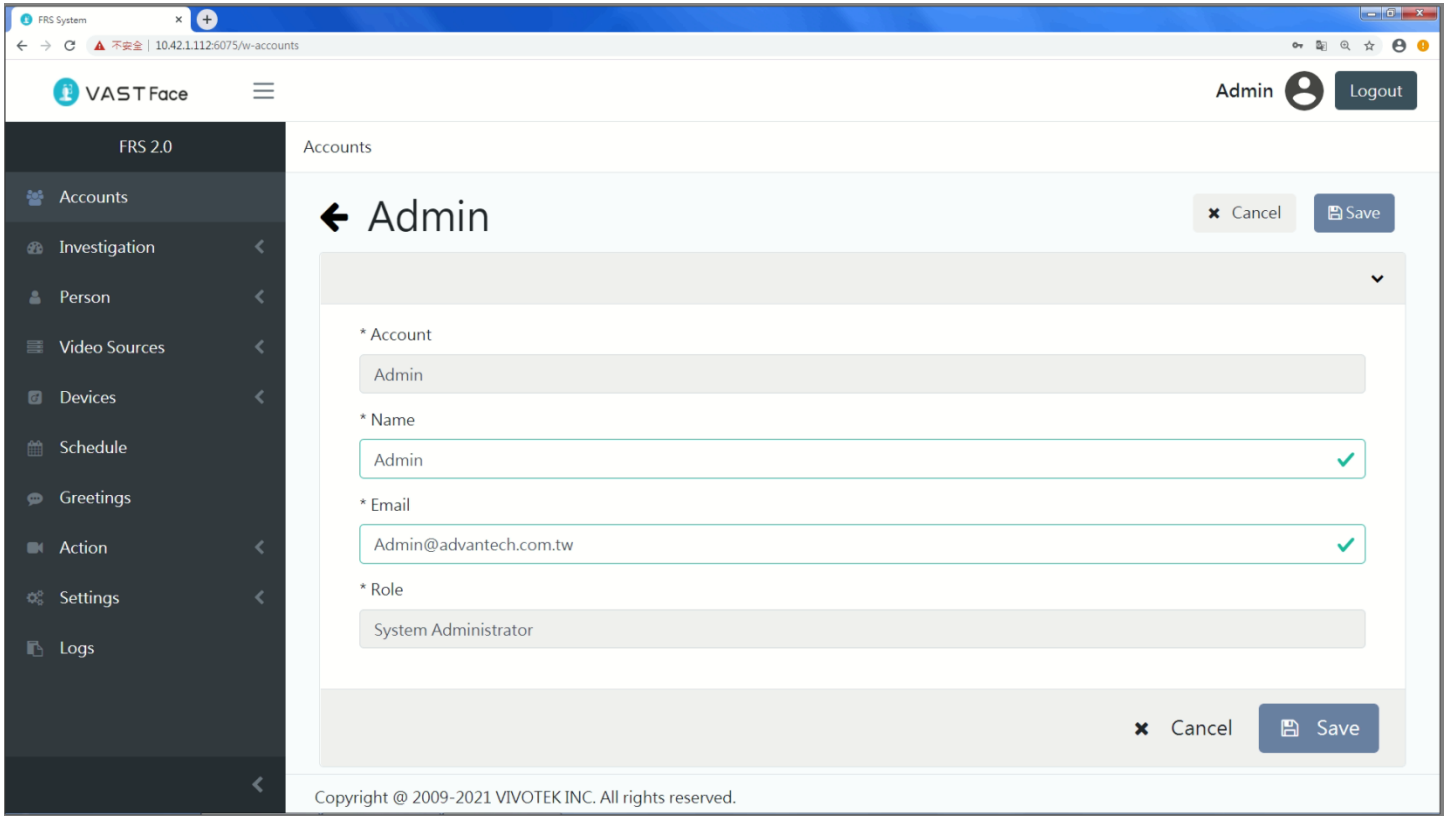 FRS System
不安全 | 10.42.1.112:6075/w-accounts
VAST Face
Admin
Logout
FRS 2.0
Accounts
Accounts
Investigation
Person
Video Sources
Devices
Schedule
Greetings
Action
Settings
Logs
Admin
Cancel
Save
* Account
Admin
* Name
Admin
* Email
Admin@advantech.com.tw
* Role
System Administrator
Cancel
Save
Copyright @ 2009-2021 VIVOTEK INC. All rights reserved.